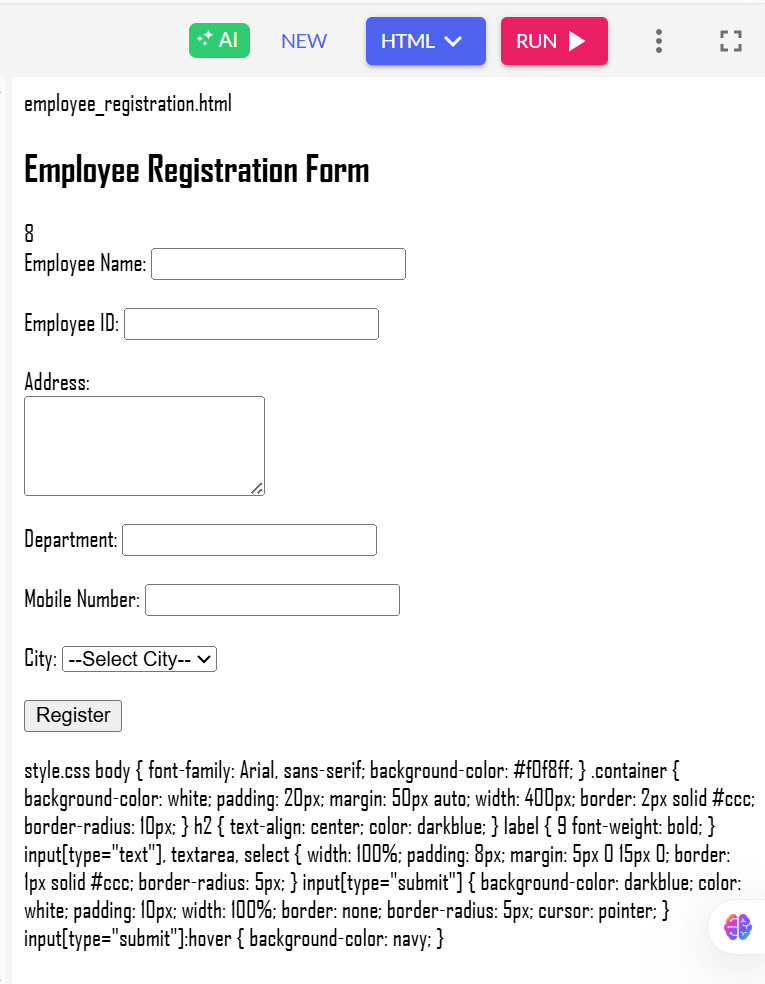 AI NEW HTML RUN
employee_registration.html
Employee Registration Form
8
Employee Name:
Employee ID:
Address:
Department:
Mobile Number:
City: --Select City--
Register
style.css body { font-family: Arial, sans-serif; background-color: #f0f8ff; } .container {
background-color: white; padding: 20px; margin: 50px auto; width: 400px; border: 2px solid #ccc;
border-radius: 10px; } h2 { text-align: center; color: darkblue; } label { 9 font-weight: bold; }
input[type="text"], textarea, select { width: 100%; padding: 8px; margin: 5px 0 15px 0; border:
1px solid #ccc; border-radius: 5px; } input[type="submit"] { background-color: darkblue; color:
white; padding: 10px; width: 100%; border: none; border-radius: 5px; cursor: pointer; }
input[type="submit"]:hover { background-color: navy; }